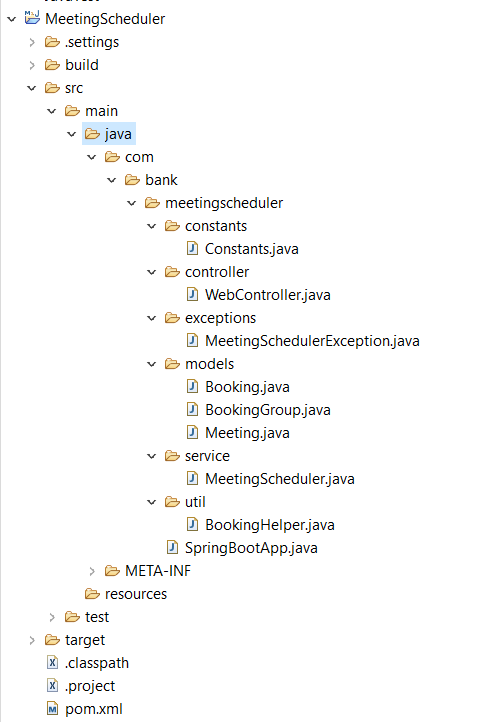 MeetingScheduler
.settings
build
src
main
java
com
bank
meetingscheduler
constants
Constants.java
controller
WebController.java
exceptions
MeetingSchedulerException.java
models
Booking.java
BookingGroup.java
Meeting.java
service
MeetingScheduler.java
util
BookingHelper.java
SpringBootApp.java
META-INF
resources
test
target
.classpath
.project
pom.xml